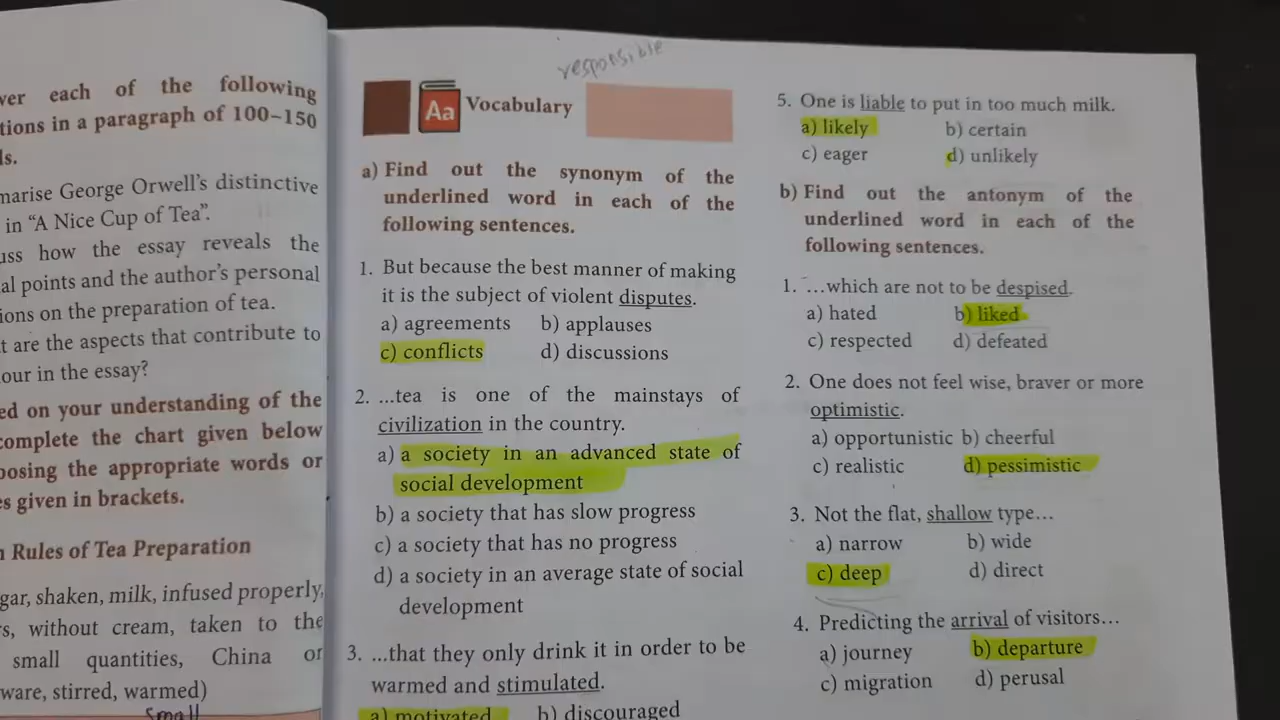 ver each of the following
tions in a paragraph of 100–150
ls.
marise George Orwell's distinctive
in “A Nice Cup of Tea”.
uss how the essay reveals the
al points and the author's personal
ions on the preparation of tea.
t are the aspects that contribute to
our in the essay?
ed on your understanding of the
complete the chart given below
oosing the appropriate words or
es given in brackets.
n Rules of Tea Preparation
gar, shaken, milk, infused properly,
s, without cream, taken to the
small quantities, China or
ware, stirred, warmed)
small
responsible
Aa Vocabulary
a) Find out the synonym of the
underlined word in each of the
following sentences.
1. But because the best manner of making
it is the subject of violent disputes.
a) agreements b) applauses
c) conflicts d) discussions
2. ...tea is one of the mainstays of
civilization in the country.
a) a society in an advanced state of
social development
b) a society that has slow progress
c) a society that has no progress
d) a society in an average state of social
development
3. ...that they only drink it in order to be
warmed and stimulated.
a) motivated b) discouraged
5. One is liable to put in too much milk.
a) likely b) certain
c) eager d) unlikely
b) Find out the antonym of the
underlined word in each of the
following sentences.
1. ...which are not to be despised.
a) hated b) liked
c) respected d) defeated
2. One does not feel wise, braver or more
optimistic.
a) opportunistic b) cheerful
c) realistic d) pessimistic
3. Not the flat, shallow type...
a) narrow b) wide
c) deep d) direct
4. Predicting the arrival of visitors...
a) journey b) departure
c) migration d) perusal